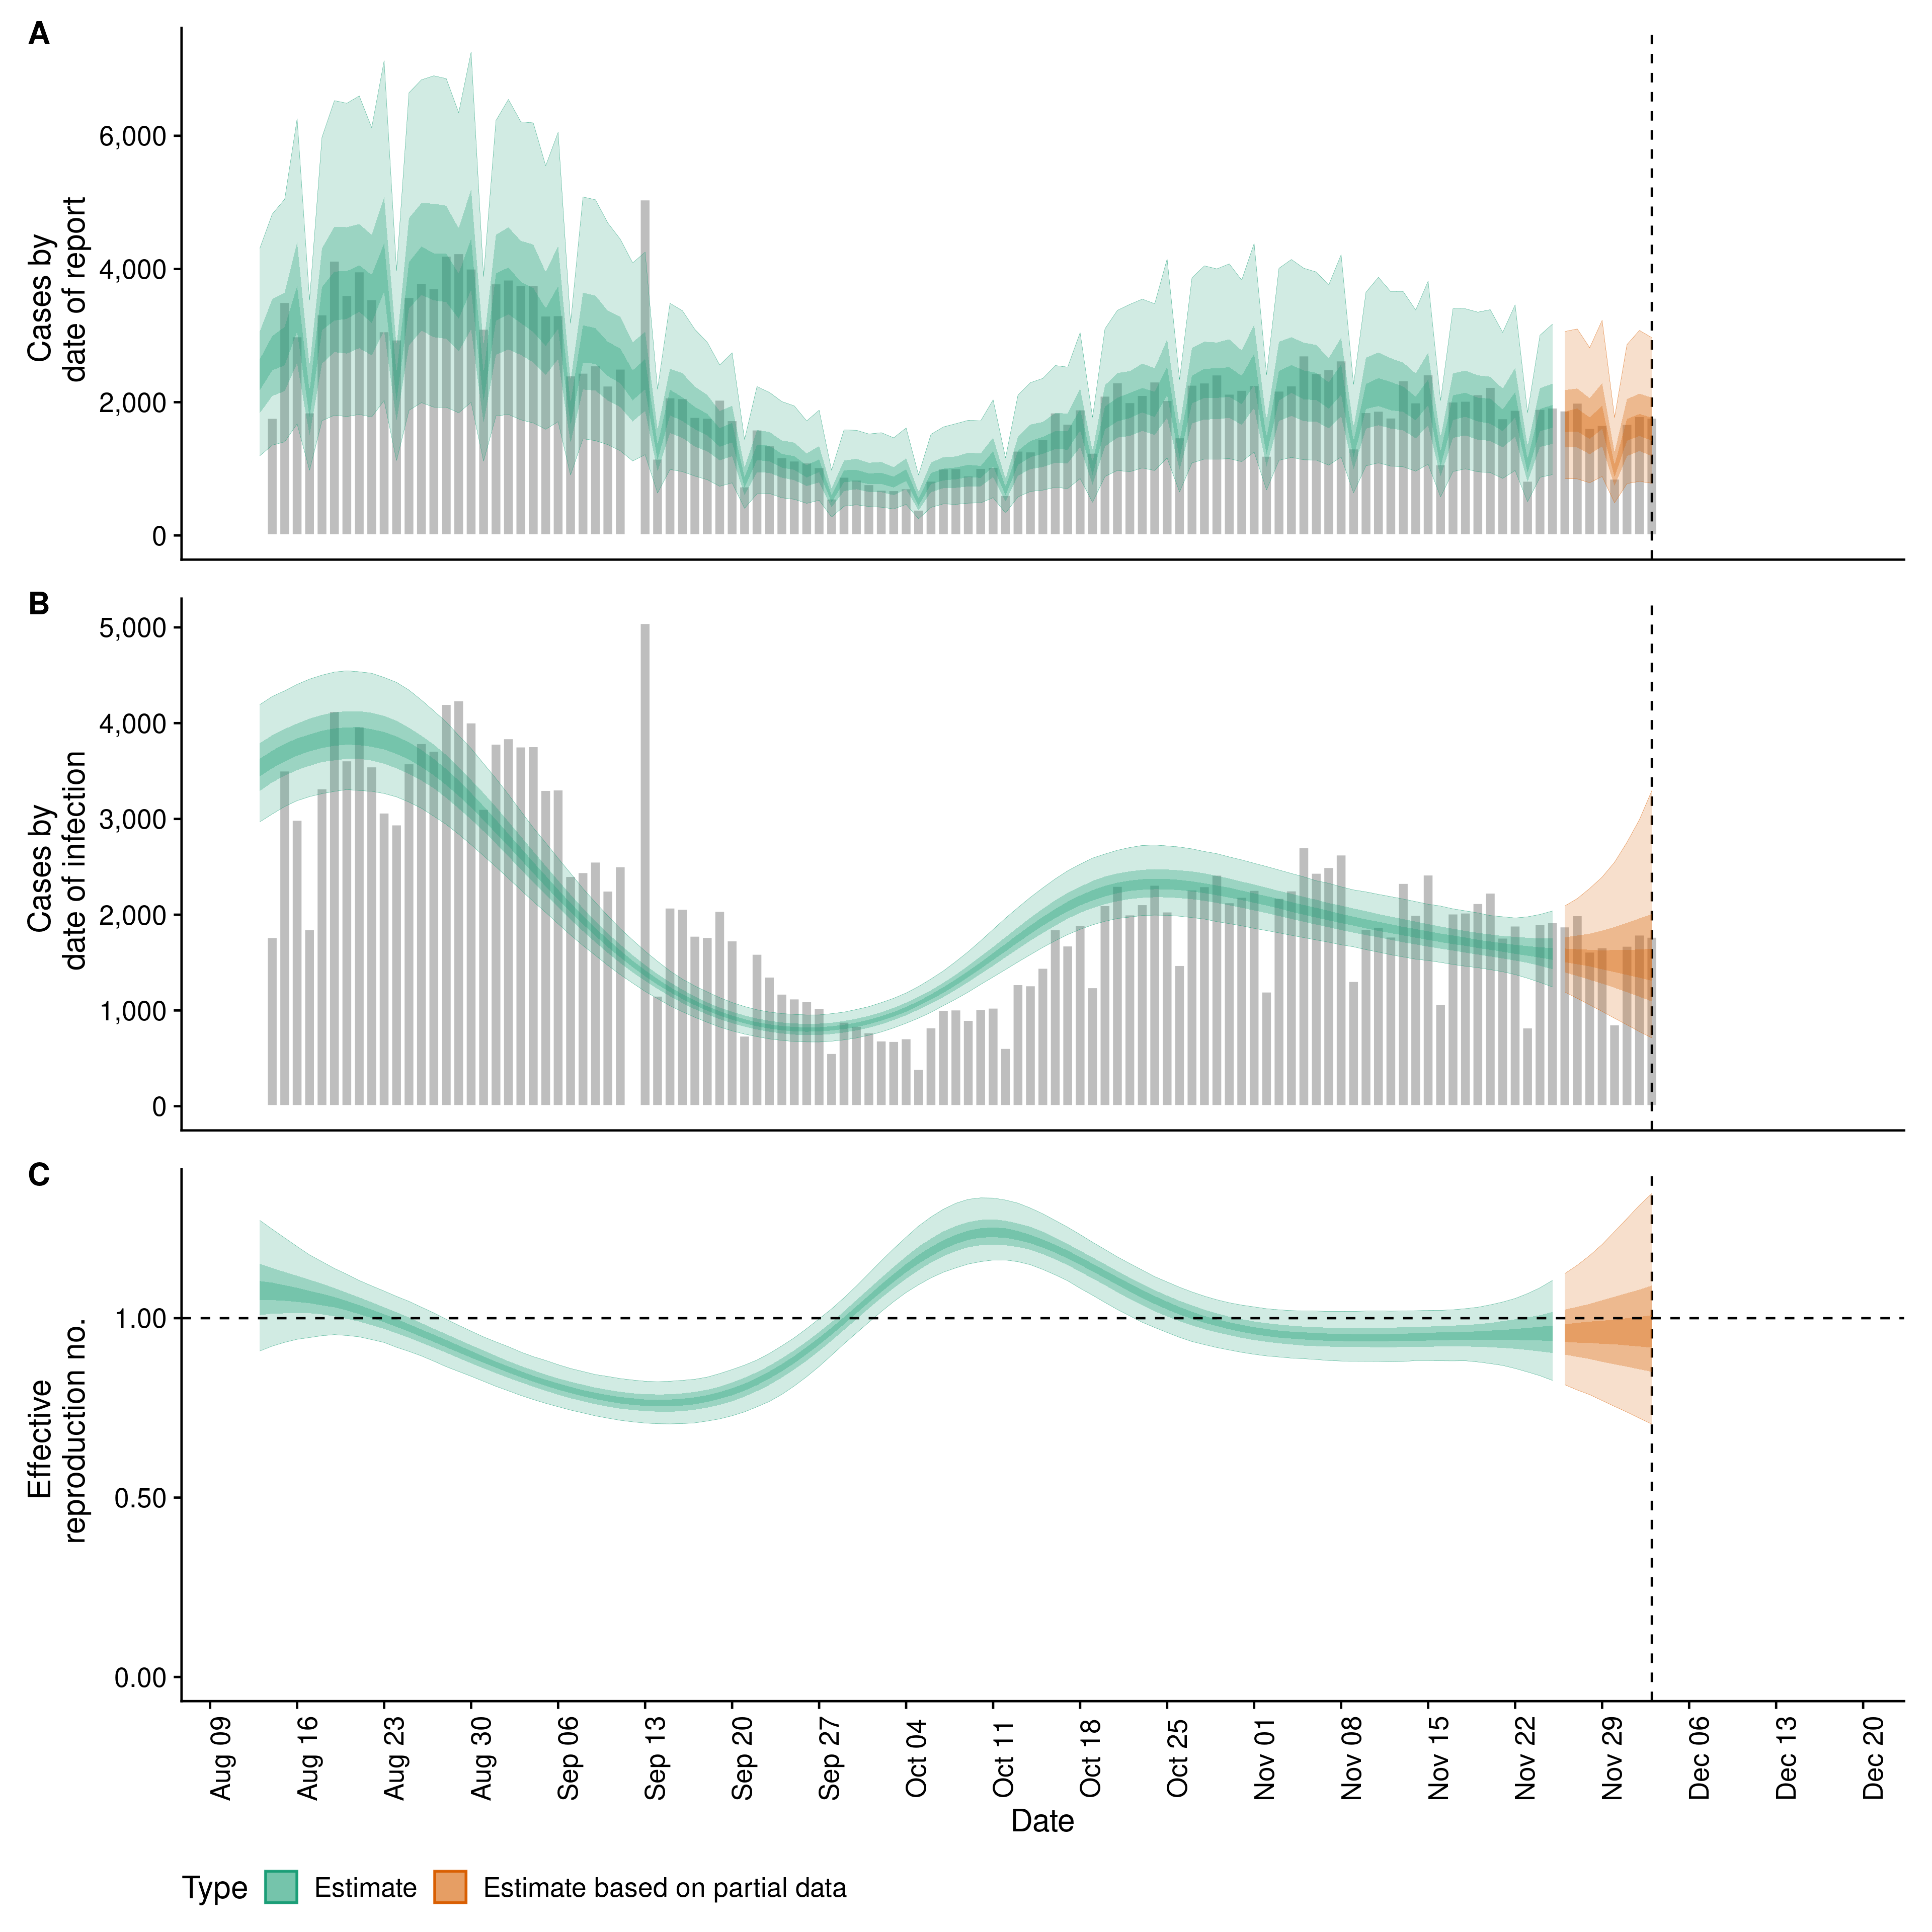 A
Cases by
date of report
6,000
4,000
2,000
0
B
Cases by
date of infection
5,000
4,000
3,000
2,000
1,000
0
C
Effective
reproduction no.
1.00
0.50
0.00
Aug 09
Aug 16
Aug 23
Aug 30
Sep 06
Sep 13
Sep 20
Sep 27
Oct 04
Oct 11
Oct 18
Oct 25
Nov 01
Nov 08
Nov 15
Nov 22
Nov 29
Dec 06
Dec 13
Dec 20
Date
Type Estimate Estimate based on partial data